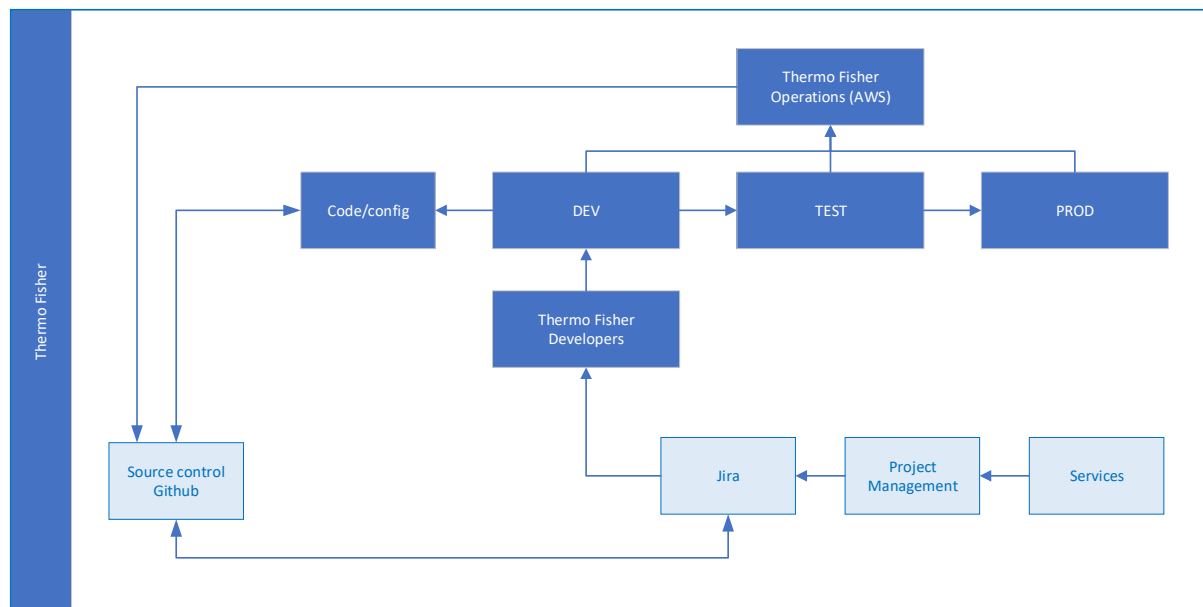 Thermo Fisher
Thermo Fisher
Operations (AWS)
Code/config
DEV
TEST
PROD
Thermo Fisher
Developers
Source control
Github
Jira
Project
Management
Services